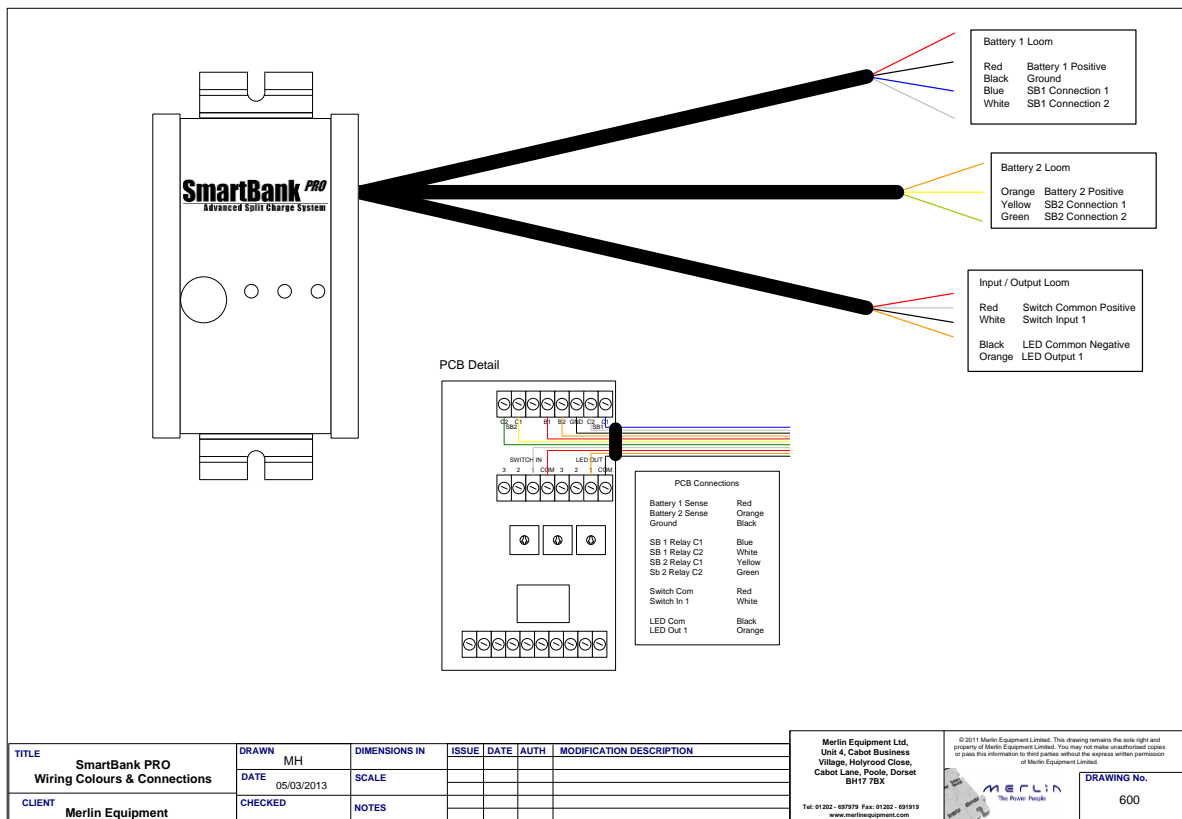 Battery 1 Loom
Red Battery 1 Positive
Black Ground
Blue SB1 Connection 1
White SB1 Connection 2
Battery 2 Loom
Orange Battery 2 Positive
Yellow SB2 Connection 1
Green SB2 Connection 2
SmartBank PRO
Advanced Split Charge System
Input / Output Loom
Red Switch Common Positive
White Switch Input 1
Black LED Common Negative
Orange LED Output 1
PCB Detail
C2 C1 B1 B2 GND C2 C1
SB2 SB1
SWITCH IN LED OUT
3 2 1 COM 3 2 1 COM
PCB Connections
Battery 1 Sense Red
Battery 2 Sense Orange
Ground Black
SB 1 Relay C1 Blue
SB 1 Relay C2 White
SB 2 Relay C1 Yellow
Sb 2 Relay C2 Green
Switch Com Red
Switch In 1 White
LED Com Black
LED Out 1 Orange
TITLE
SmartBank PRO
Wiring Colours & Connections
CLIENT
Merlin Equipment
DRAWN
MH
DATE
05/03/2013
CHECKED
DIMENSIONS IN
SCALE
NOTES
ISSUE DATE AUTH MODIFICATION DESCRIPTION
Merlin Equipment Ltd,
Unit 4, Cabot Business
Village, Holyrood Close,
Cabot Lane, Poole, Dorset
BH17 7BX
Tel: 01202 - 697979 Fax: 01202 - 691919
www.merlinequipment.com
© 2011 Merlin Equipment Limited. This drawing remains the sole right and
property of Merlin Equipment Limited. You may not make unauthorised copies
or pass this information to third parties without the express written permission
of Merlin Equipment Limited.
MERLIN
The Power People
DRAWING No.
600